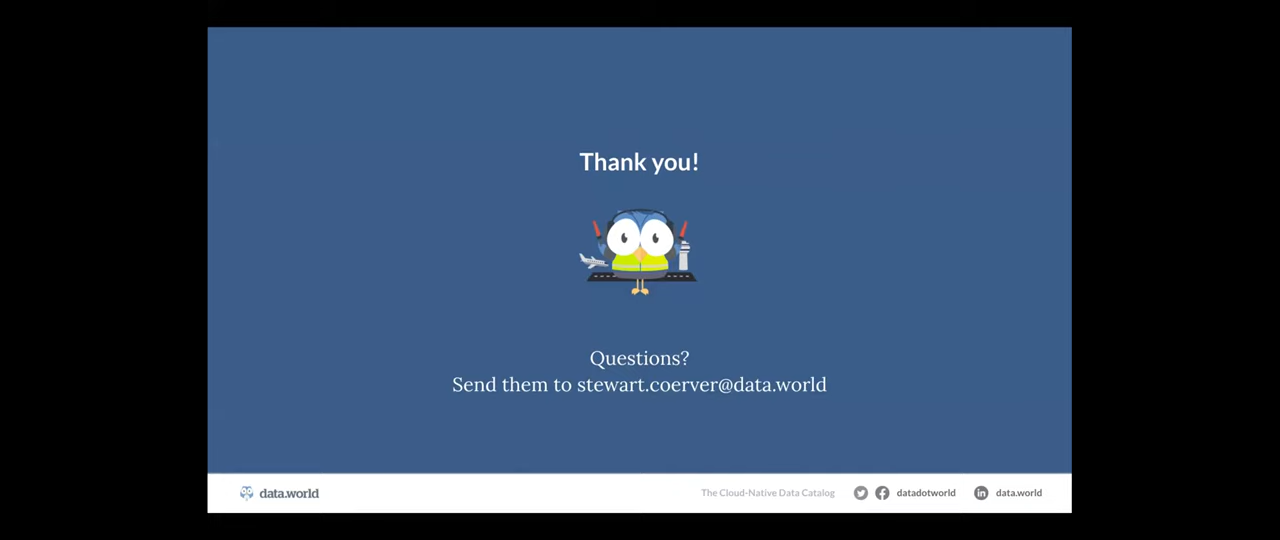 Thank you!
Questions?
Send them to stewart.coerver@data.world
data.world
The Cloud-Native Data Catalog
datadotworld
in
data.world